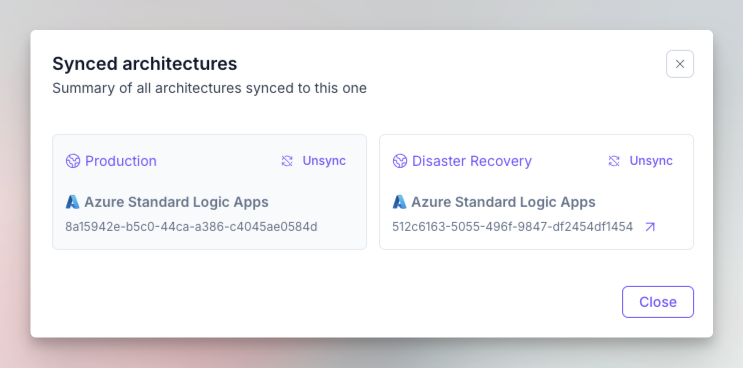 Synced architectures
Summary of all architectures synced to this one
Production
Unsync
Azure Standard Logic Apps
8a15942e-b5c0-44ca-a386-c4045ae0584d
Disaster Recovery
Unsync
Azure Standard Logic Apps
512c6163-5055-496f-9847-df2454df1454
Close